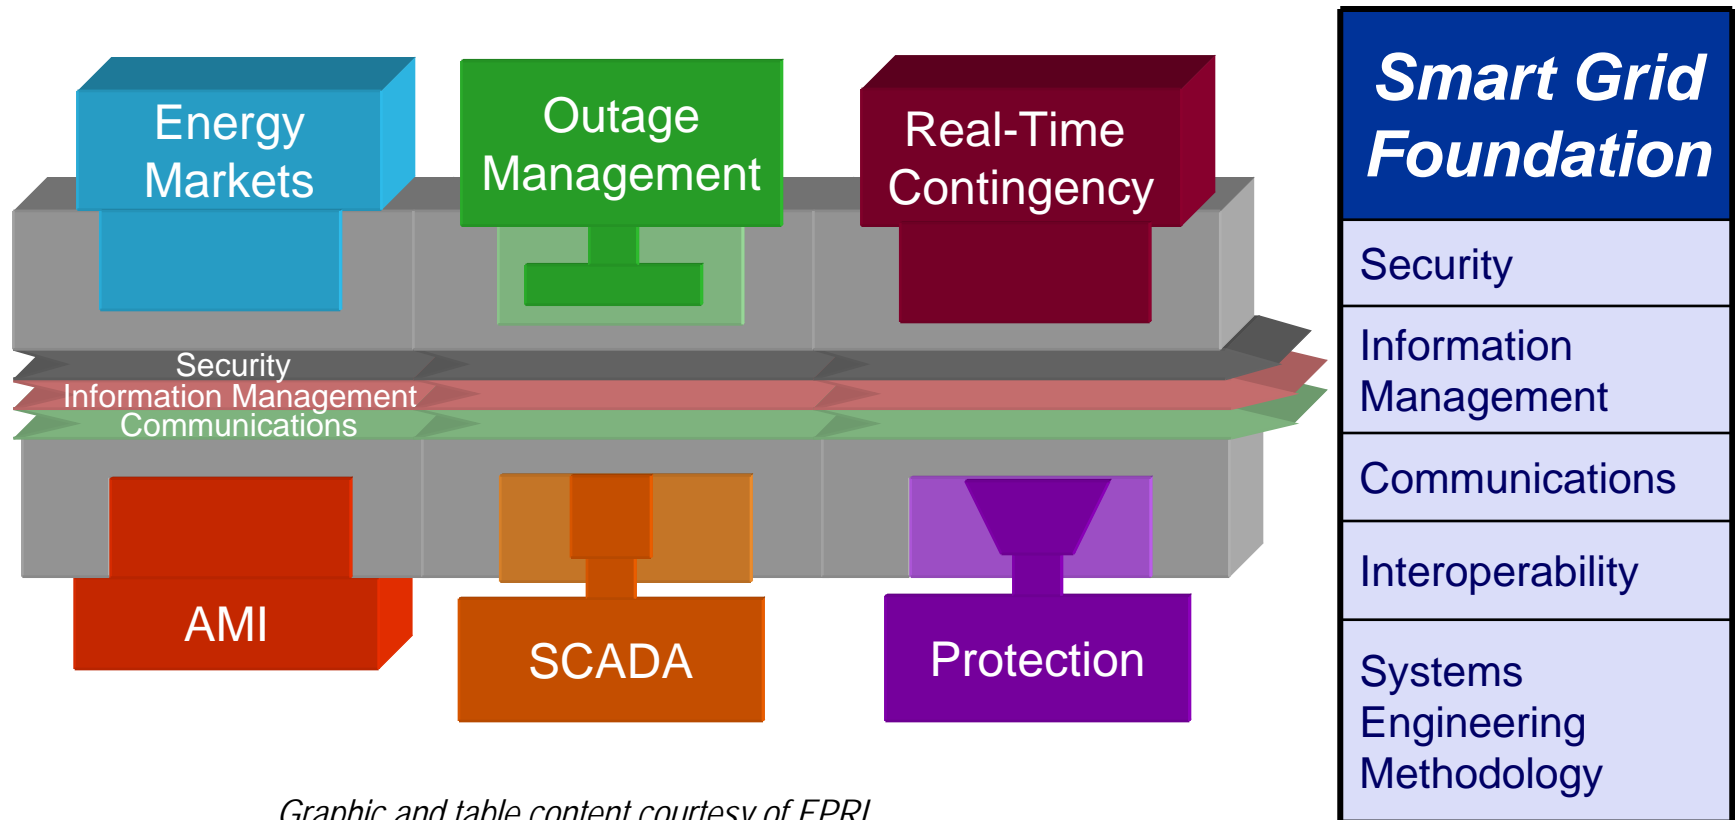 Energy
Markets
Outage
Management
Real-Time
Contingency
Security
Information Management
Communications
AMI
SCADA
Protection
Graphic and table content courtesy of EPRI
Smart Grid
Foundation
Security
Information
Management
Communications
Interoperability
Systems
Engineering
Methodology